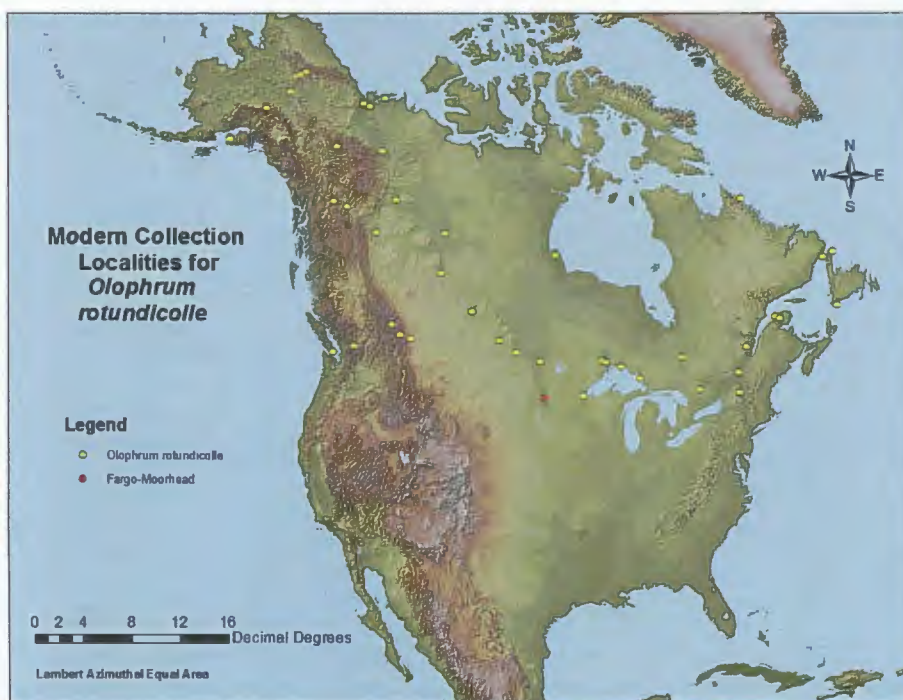 N
W E
S
Modern Collection
Localities for
Olophrum
rotundicolle
Legend
Olophrum rotundicolle
Fargo-Moorhead
0 2 4 8 12 16
Decimal Degrees
Lambert Azimuthal Equal Area